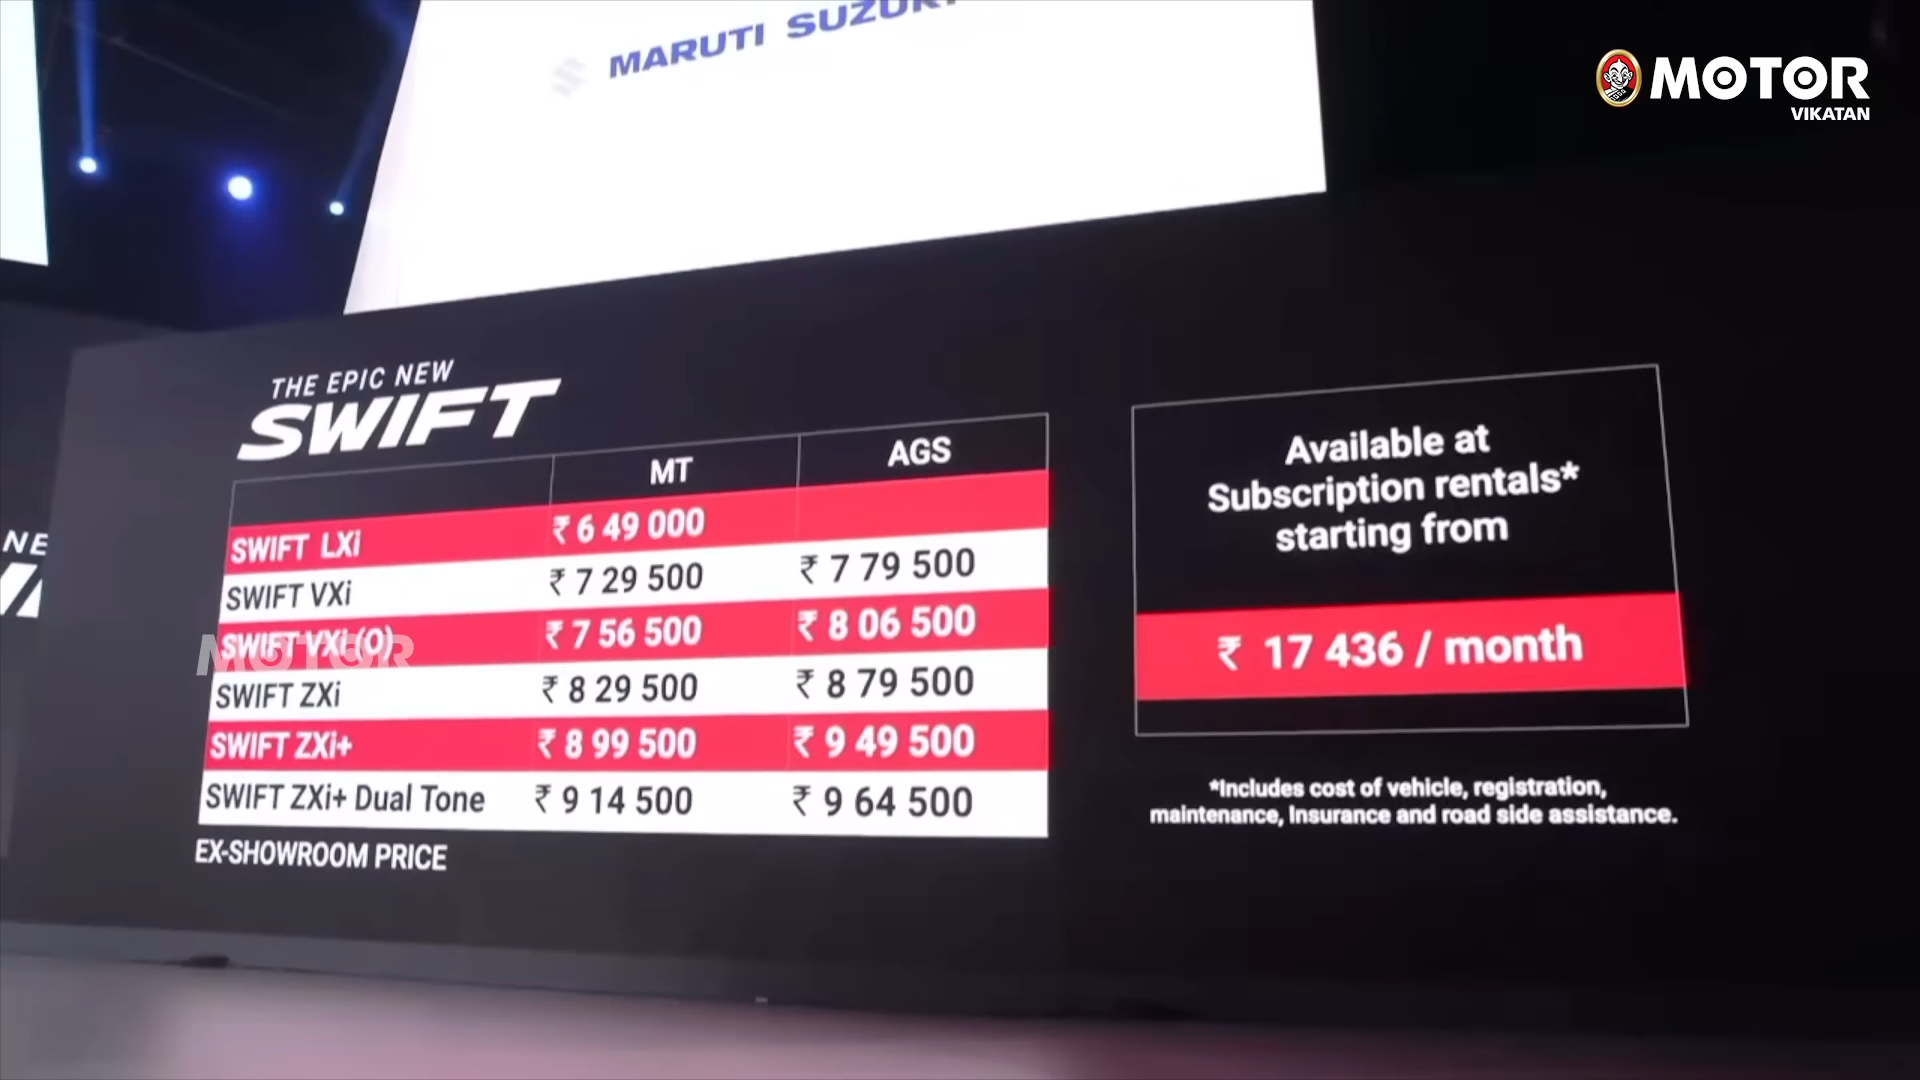 MARUTI SUZUKI
MOTOR
VIKATAN
THE EPIC NEW
SWIFT
MT AGS
SWIFT LXi ₹ 6 49 000
SWIFT VXi ₹ 7 29 500 ₹ 7 79 500
SWIFT VXi (O) ₹ 7 56 500 ₹ 8 06 500
MOTOR
SWIFT ZXi ₹ 8 29 500 ₹ 8 79 500
SWIFT ZXi+ ₹ 8 99 500 ₹ 9 49 500
SWIFT ZXi+ Dual Tone ₹ 9 14 500 ₹ 9 64 500
EX-SHOWROOM PRICE
Available at
Subscription rentals*
starting from
₹ 17 436 / month
*Includes cost of vehicle, registration,
maintenance, Insurance and road side assistance.
NE